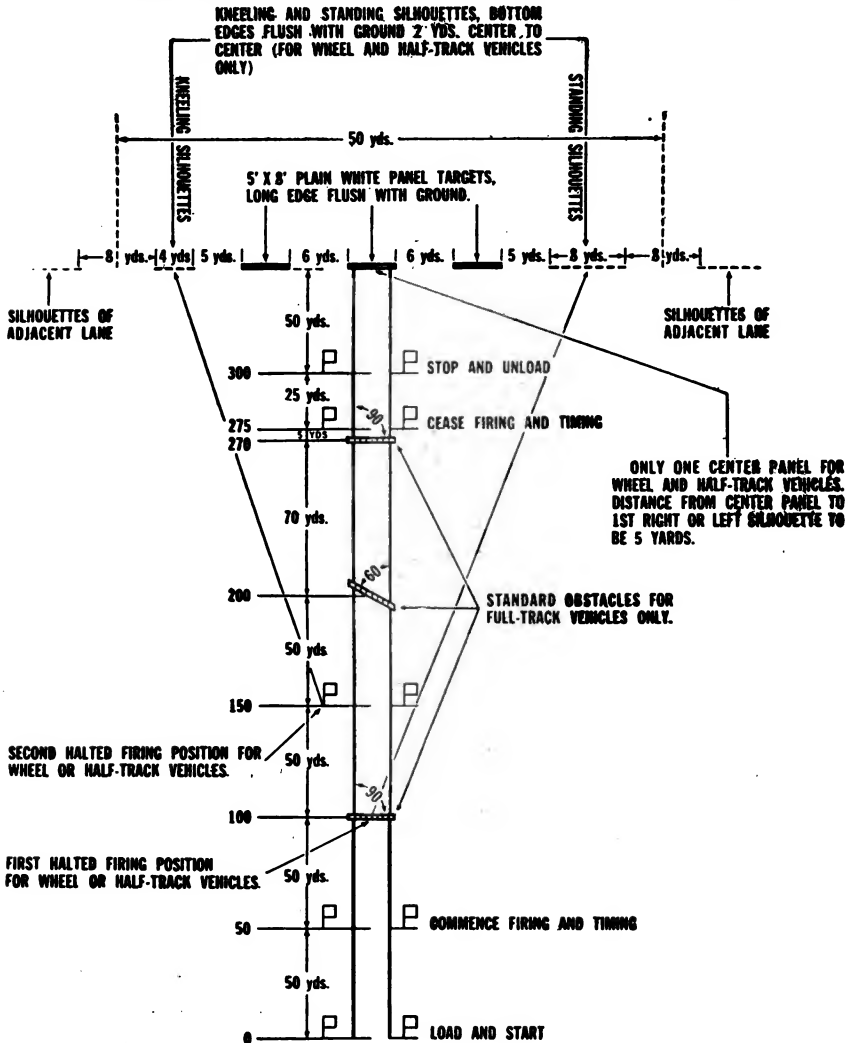 KNEELING AND STANDING SILHOUETTES, BOTTOM
EDGES FLUSH WITH GROUND 2 YDS. CENTER TO
CENTER (FOR WHEEL AND HALF-TRACK VEHICLES
ONLY)
KNEELING SILHOUETTES
STANDING SILHOUETTES
50 yds.
5' X 8' PLAIN WHITE PANEL TARGETS,
LONG EDGE FLUSH WITH GROUND.
8 yds. 4 yds 5 yds. 6 yds. 6 yds. 5 yds. 8 yds. 8 yds.
SILHOUETTES OF
ADJACENT LANE
SILHOUETTES OF
ADJACENT LANE
50 yds.
300 STOP AND UNLOAD
25 yds.
275 90 CEASE FIRING AND TIMING
5 YDS
270
ONLY ONE CENTER PANEL FOR
WHEEL AND HALF-TRACK VEHICLES.
DISTANCE FROM CENTER PANEL TO
1ST RIGHT OR LEFT SILHOUETTE TO
BE 5 YARDS.
70 yds.
60
200
STANDARD OBSTACLES FOR
FULL-TRACK VEHICLES ONLY.
50 yds.
150
SECOND HALTED FIRING POSITION FOR
WHEEL OR HALF-TRACK VEHICLES.
50 yds.
90
100
FIRST HALTED FIRING POSITION
FOR WHEEL OR HALF-TRACK VEHICLES.
50 yds.
50 COMMENCE FIRING AND TIMING
50 yds.
0 LOAD AND START